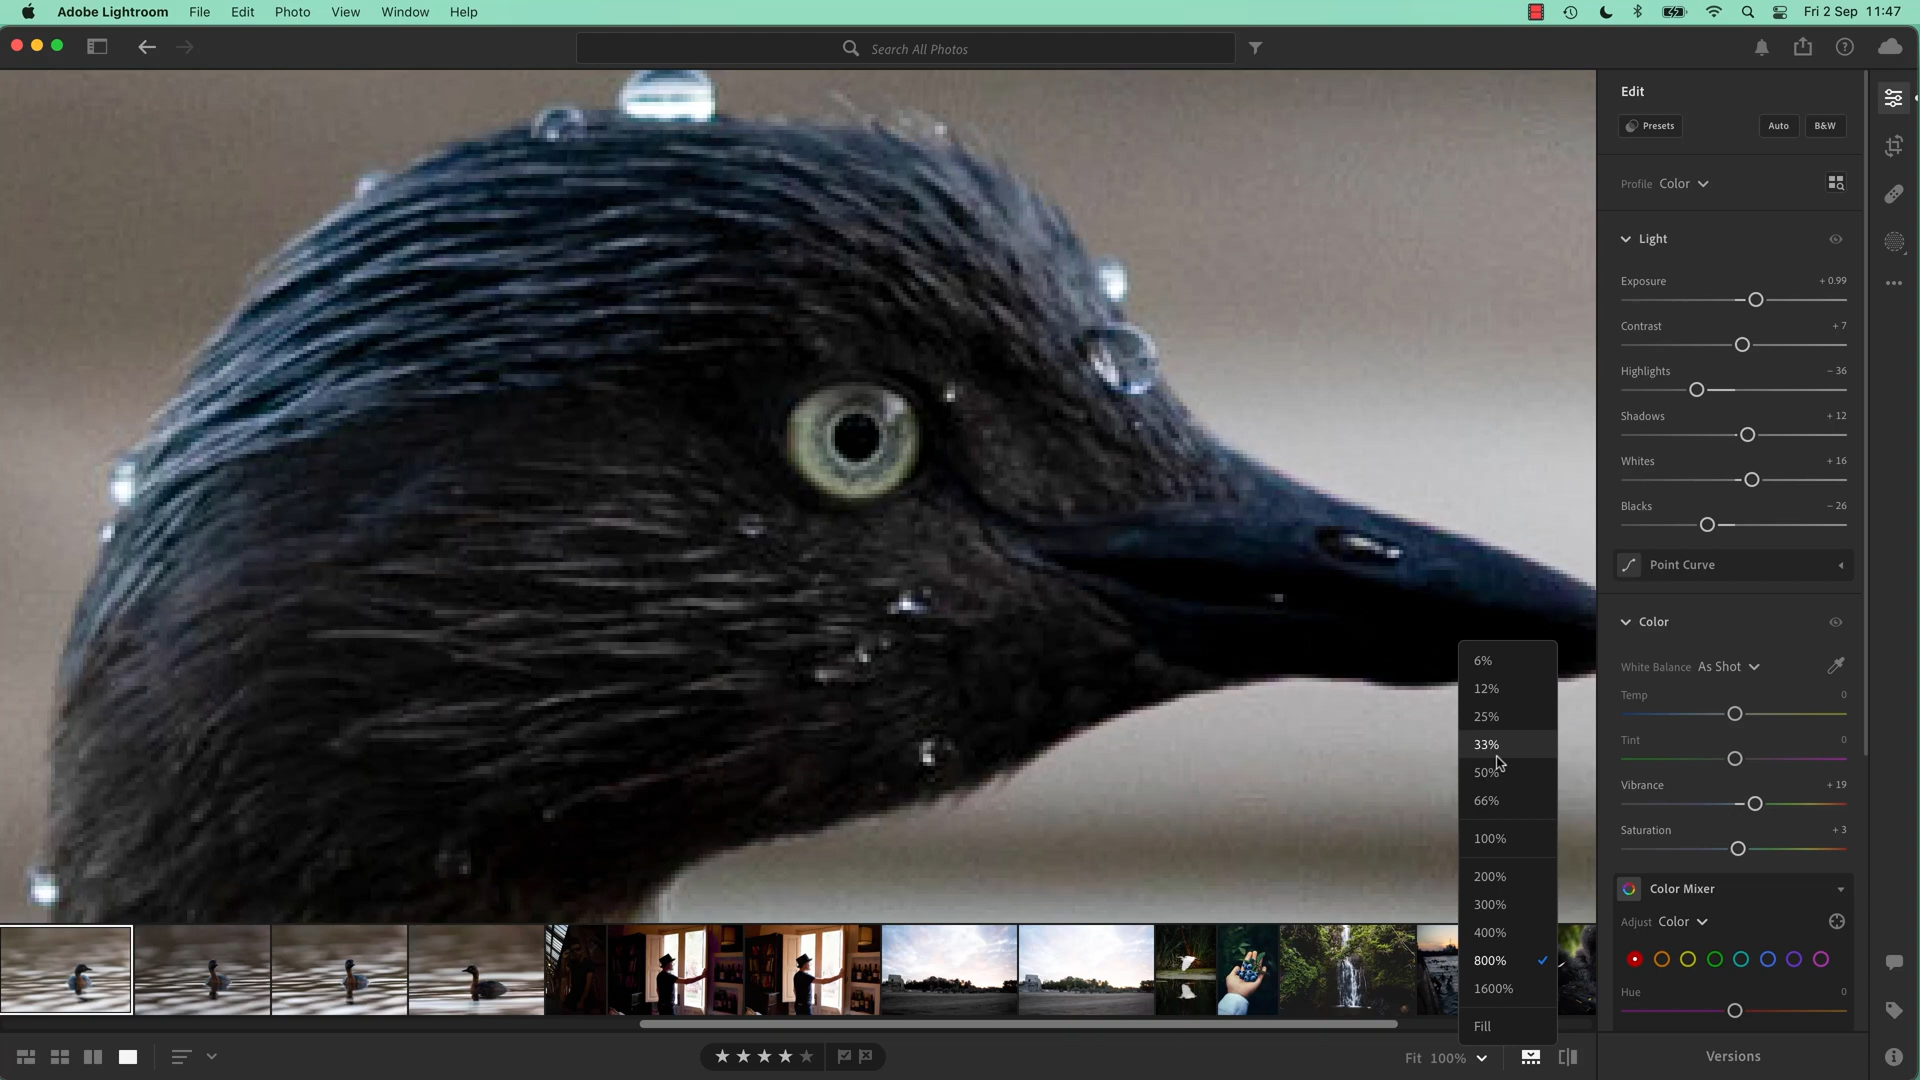 Adobe Lightroom File Edit Photo View Window Help Fri 2 Sep 11:47
Search All Photos
Edit
Presets Auto B&W
Profile Color
Light
Exposure + 0.99
Contrast + 7
Highlights − 36
Shadows + 12
Whites + 16
Blacks − 26
Point Curve
Color
White Balance As Shot
Temp 0
Tint 0
Vibrance + 19
Saturation + 3
Color Mixer
Adjust Color
Hue 0
6%
12%
25%
33%
50%
66%
100%
200%
300%
400%
800%
1600%
Fill
Fit 100%
Versions